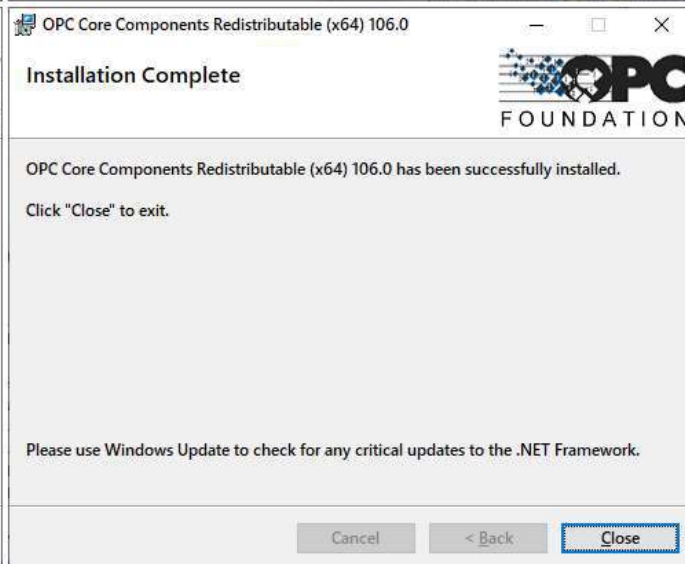 OPC Core Components Redistributable (x64) 106.0
Installation Complete
OPC
FOUNDATION
OPC Core Components Redistributable (x64) 106.0 has been successfully installed.
Click "Close" to exit.
Please use Windows Update to check for any critical updates to the .NET Framework.
Cancel
< Back
Close